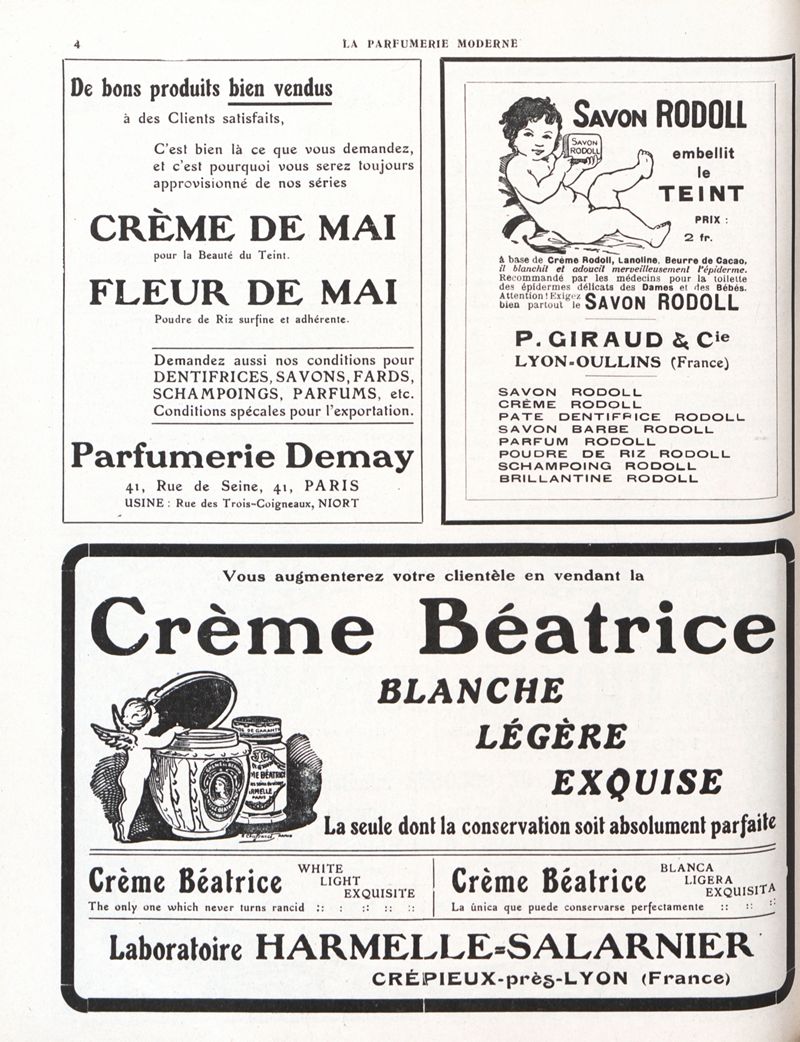 4
LA PARFUMERIE MODERNE
De bons produits bien vendus
à des Clients satisfaits,
C'est bien là ce que vous demandez,
et c'est pourquoi vous serez toujours
approvisionné de nos séries
CRÈME DE MAI
pour la Beauté du Teint.
FLEUR DE MAI
Poudre de Riz surfine et adhérente.
Demandez aussi nos conditions pour
DENTIFRICES, SAVONS, FARDS,
SCHAMPOINGS, PARFUMS, etc.
Conditions spécales pour l'exportation.
Parfumerie Demay
41, Rue de Seine, 41, PARIS
USINE : Rue des Trois-Coigneaux, NIORT
SAVON RODOLL
SAVON
RODOLL
embellit
le
TEINT
PRIX :
2 fr.
à base de Crème Rodoll, Lanoline, Beurre de Cacao,
il blanchit et adoucit merveilleusement l'épiderme.
Recommandé par les médecins pour la toilette
des épidermes délicats des Dames et des Bébés.
Attention ! Exigez
bien partout le SAVON RODOLL
P. GIRAUD & Cie
LYON-OULLINS (France)
SAVON RODOLL
CRÈME RODOLL
PATE DENTIFRICE RODOLL
SAVON BARBE RODOLL
PARFUM RODOLL
POUDRE DE RIZ RODOLL
SCHAMPOING RODOLL
BRILLANTINE RODOLL
Vous augmenterez votre clientèle en vendant la
Crème Béatrice
BLANCHE
LÉGÈRE
EXQUISE
La seule dont la conservation soit absolument parfaite
Crème Béatrice
WHITE
LIGHT
EXQUISITE
The only one which never turns rancid :: : :: :: ::
Crème Béatrice
BLANCA
LIGERA
EXQUISITA
La única que puede conservarse perfectamente :: :: ::
Laboratoire HARMELLE=SALARNIER
CRÉPIEUX-près-LYON (France)